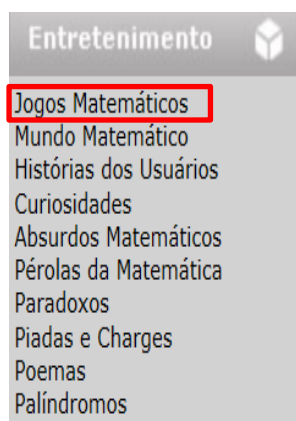 Entretenimento
Jogos Matemáticos
Mundo Matemático
Histórias dos Usuários
Curiosidades
Absurdos Matemáticos
Pérolas da Matemática
Paradoxos
Piadas e Charges
Poemas
Palíndromos